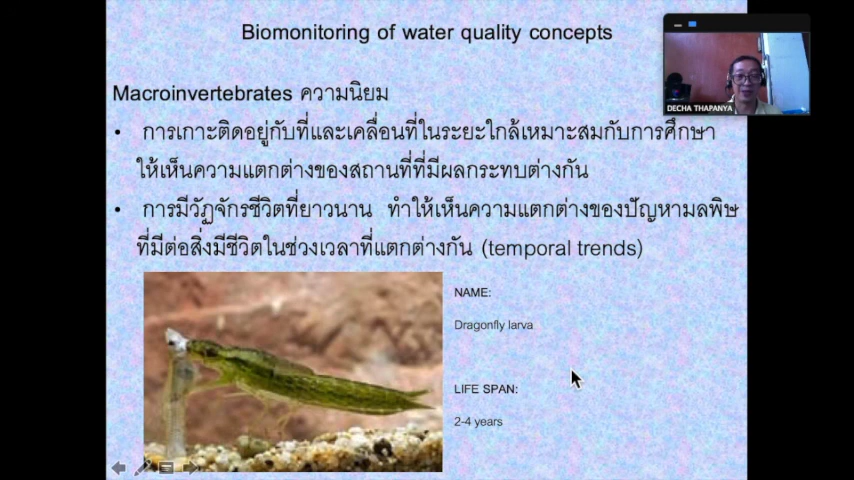 Biomonitoring of water quality concepts
DECHA THAPANYA
Macroinvertebrates ความนิยม
• การเกาะติดอยู่กับที่และเคลื่อนที่ในระยะใกล้เหมาะสมกับการศึกษา
ให้เห็นความแตกต่างของสถานที่ที่มีผลกระทบต่างกัน
• การมีวัฏจักรชีวิตที่ยาวนาน ทำให้เห็นความแตกต่างของปัญหามลพิษ
ที่มีต่อสิ่งมีชีวิตในช่วงเวลาที่แตกต่างกัน (temporal trends)
NAME:
Dragonfly larva
LIFE SPAN:
2-4 years